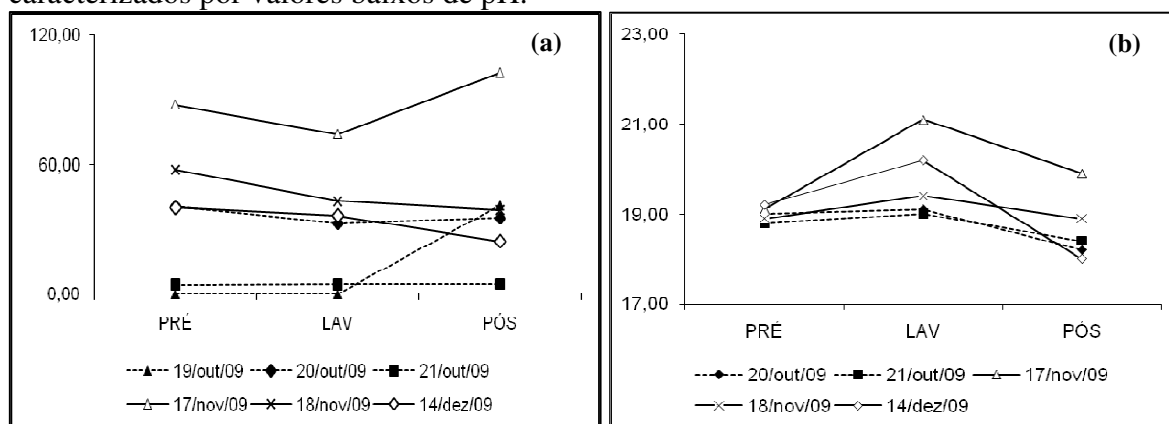 caracterizados por valores baixos de pH.
(a)
120,00
60,00
0,00
PRÉ LAV PÓS
19/out/09 20/out/09 21/out/09
17/nov/09 18/nov/09 14/dez/09
(b)
23,00
21,00
19,00
17,00
PRÉ LAV PÓS
20/out/09 21/out/09 17/nov/09
18/nov/09 14/dez/09